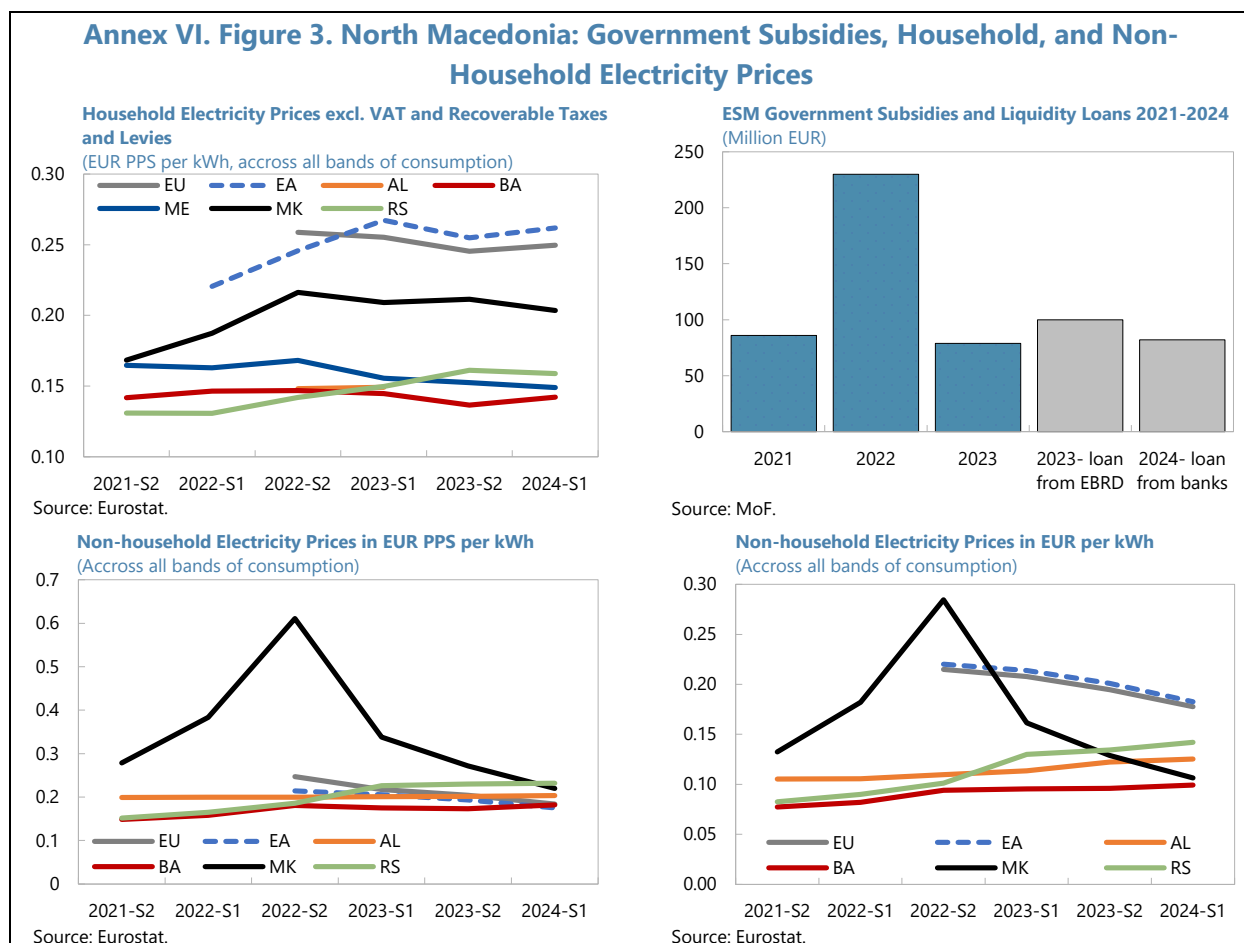 Annex VI. Figure 3. North Macedonia: Government Subsidies, Household, and Non-
Household Electricity Prices
Household Electricity Prices excl. VAT and Recoverable Taxes
and Levies
(EUR PPS per kWh, accross all bands of consumption)
0.30
EU EA AL BA
ME MK RS
0.25
0.20
0.15
0.10
2021-S2 2022-S1 2022-S2 2023-S1 2023-S2 2024-S1
Source: Eurostat.
ESM Government Subsidies and Liquidity Loans 2021-2024
(Million EUR)
250
200
150
100
50
0
2021 2022 2023 2023- loan 2024- loan
from EBRD from banks
Source: MoF.
Non-household Electricity Prices in EUR PPS per kWh
(Accross all bands of consumption)
0.7
0.6
0.5
0.4
0.3
0.2
0.1
EU EA AL
BA MK RS
0
2021-S2 2022-S1 2022-S2 2023-S1 2023-S2 2024-S1
Source: Eurostat.
Non-household Electricity Prices in EUR per kWh
(Accross all bands of consumption)
0.30
0.25
0.20
0.15
0.10
0.05
EU EA AL
BA MK RS
0.00
2021-S2 2022-S1 2022-S2 2023-S1 2023-S2 2024-S1
Source: Eurostat.